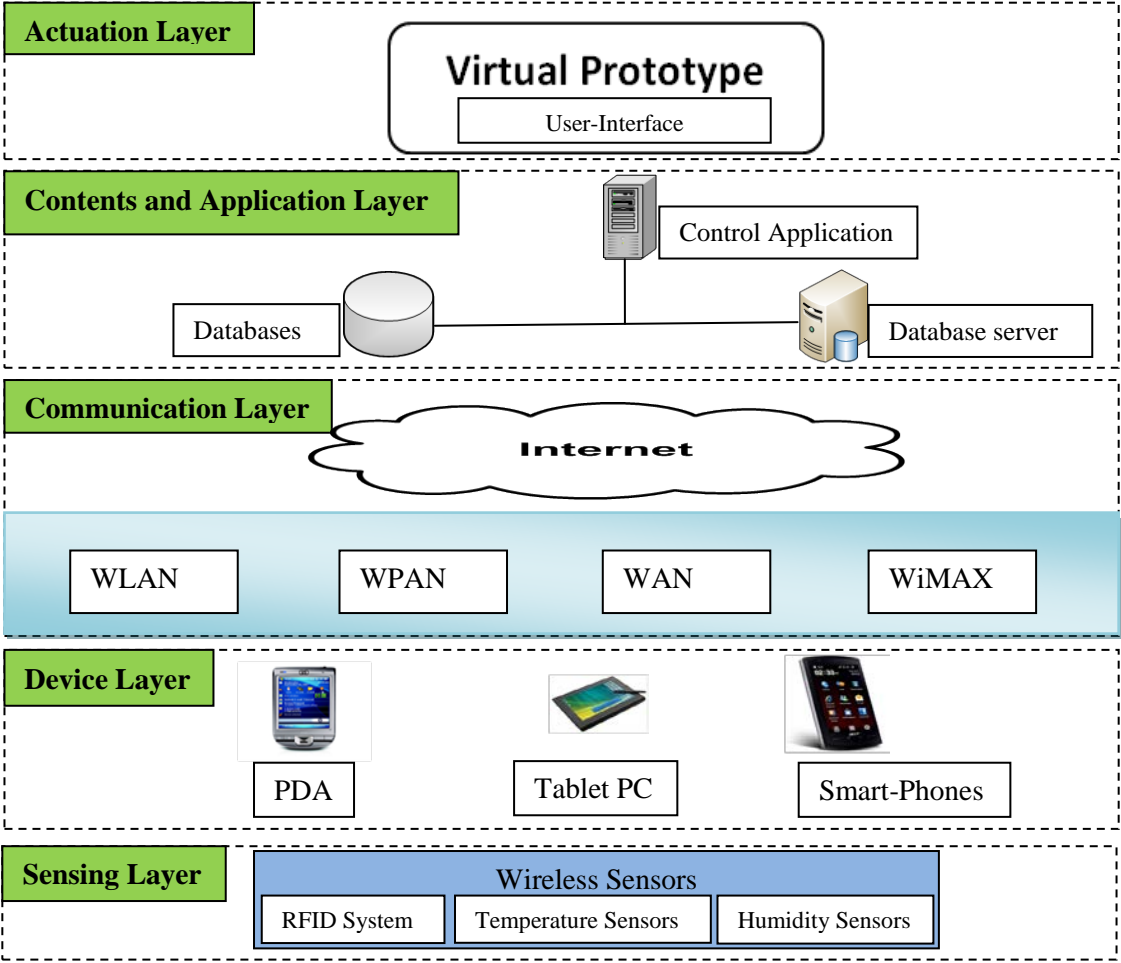 Actuation Layer
Virtual Prototype
User-Interface
Contents and Application Layer
Control Application
Databases
Database server
Communication Layer
Internet
WLAN
WPAN
WAN
WiMAX
Device Layer
PDA
Tablet PC
Smart-Phones
Sensing Layer
Wireless Sensors
RFID System
Temperature Sensors
Humidity Sensors